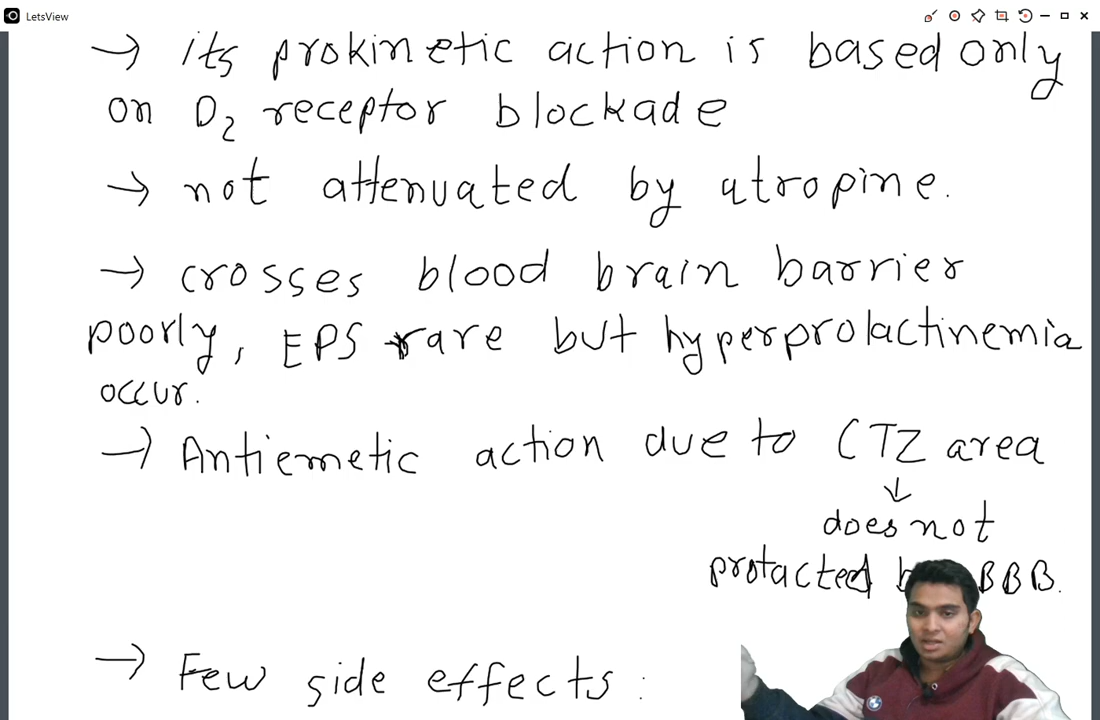 LetsView
→ its prokinetic action is based only
on D₂ receptor blockade
→ not attenuated by atropine.
→ crosses blood brain barrier
poorly, EPS rare but hyperprolactinemia
occur.
→ Antiemetic action due to CTZ area
↓
does not
protacted BBB.
→ Few side effects :